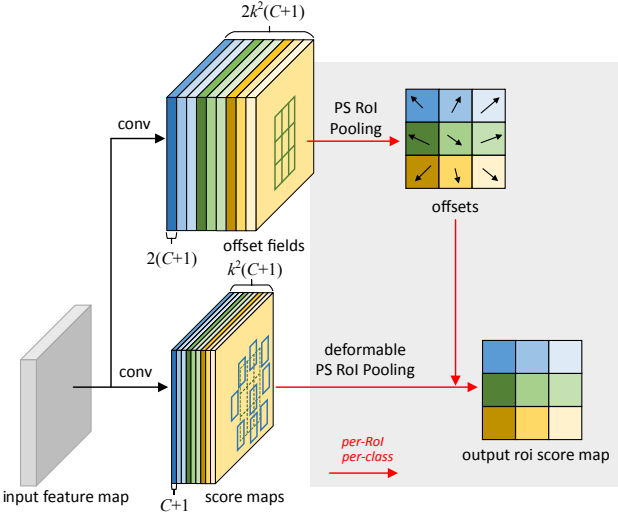 2k²(C+1)
conv
PS RoI
Pooling
offsets
offset fields
2(C+1)
k²(C+1)
conv
deformable
PS RoI Pooling
per-RoI
per-class
output roi score map
input feature map
C+1
score maps